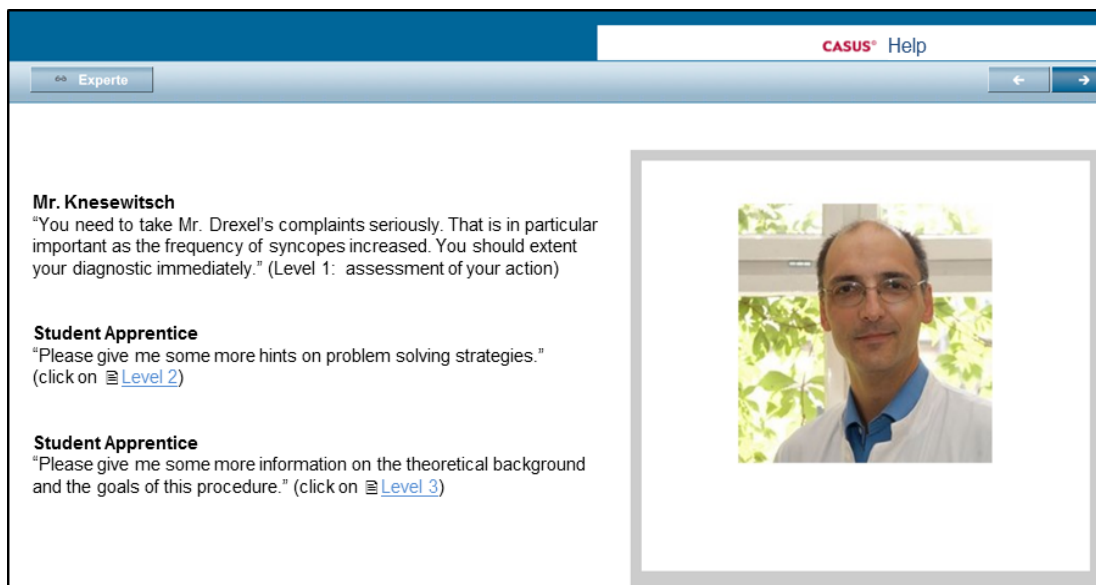 CASUS® Help
Experte
Mr. Knesewitsch
“You need to take Mr. Drexel’s complaints seriously. That is in particular
important as the frequency of syncopes increased. You should extent
your diagnostic immediately.” (Level 1:  assessment of your action)
Student Apprentice
“Please give me some more hints on problem solving strategies.”
(click on Level 2)
Student Apprentice
“Please give me some more information on the theoretical background
and the goals of this procedure.” (click on Level 3)